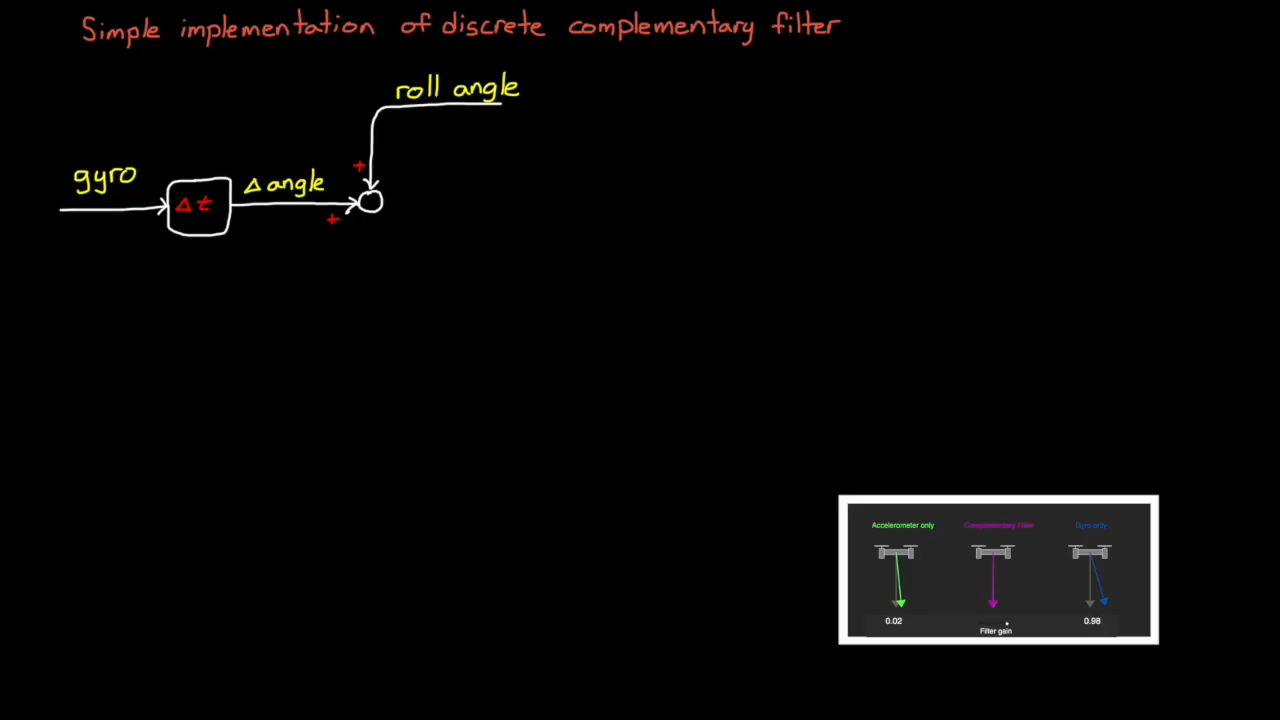 Simple implementation of discrete complementary filter
roll angle
+
gyro
Δt
Δ angle
+
Accelerometer only
Complementary Filter
Gyro only
0.02
0.98
Filter gain